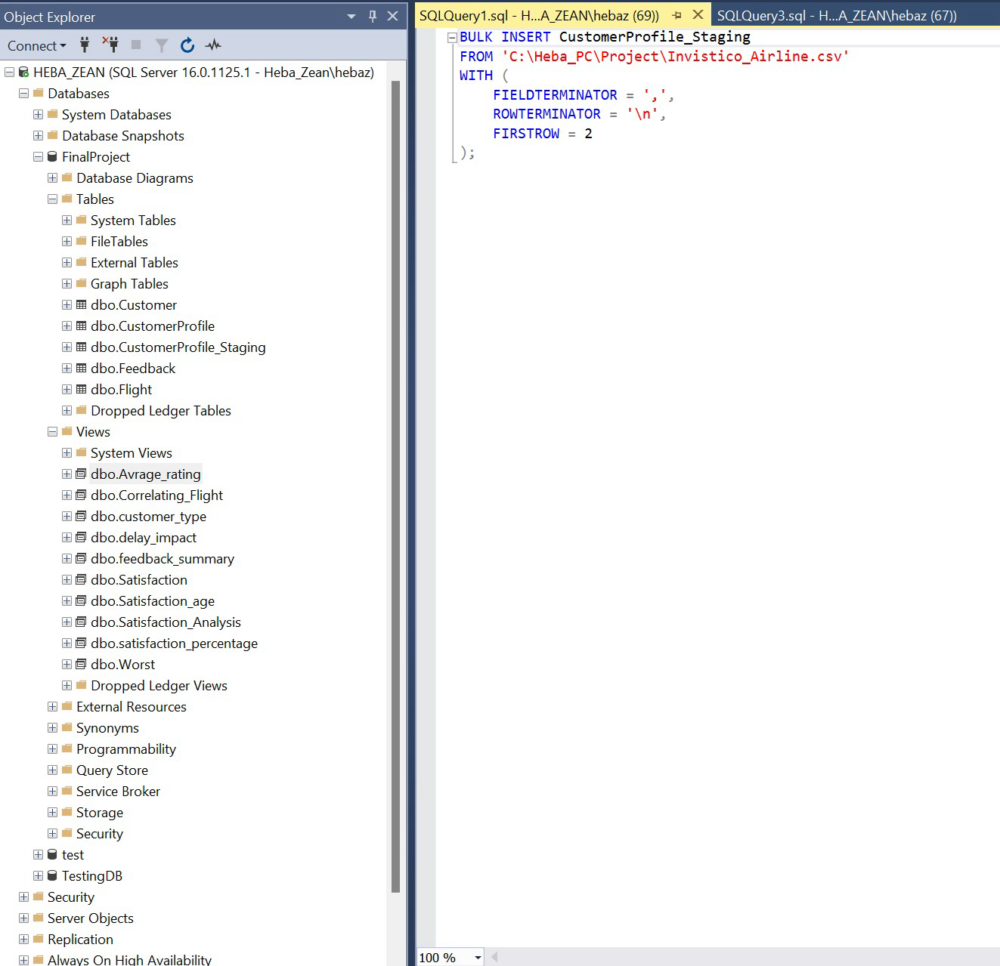 Object Explorer
Connect
HEBA_ZEAN (SQL Server 16.0.1125.1 - Heba_Zean\hebaz)
Databases
System Databases
Database Snapshots
FinalProject
Database Diagrams
Tables
System Tables
FileTables
External Tables
Graph Tables
dbo.Customer
dbo.CustomerProfile
dbo.CustomerProfile_Staging
dbo.Feedback
dbo.Flight
Dropped Ledger Tables
Views
System Views
dbo.Avrage_rating
dbo.Correlating_Flight
dbo.customer_type
dbo.delay_impact
dbo.feedback_summary
dbo.Satisfaction
dbo.Satisfaction_age
dbo.Satisfaction_Analysis
dbo.satisfaction_percentage
dbo.Worst
Dropped Ledger Views
External Resources
Synonyms
Programmability
Query Store
Service Broker
Storage
Security
test
TestingDB
Security
Server Objects
Replication
Always On High Availability
SQLQuery1.sql - H...A_ZEAN\hebaz (69))
SQLQuery3.sql - H...A_ZEAN\hebaz (67))
BULK INSERT CustomerProfile_Staging
FROM 'C:\Heba_PC\Project\Invistico_Airline.csv'
WITH (
    FIELDTERMINATOR = ',',
    ROWTERMINATOR = '\n',
    FIRSTROW = 2
);
100 %